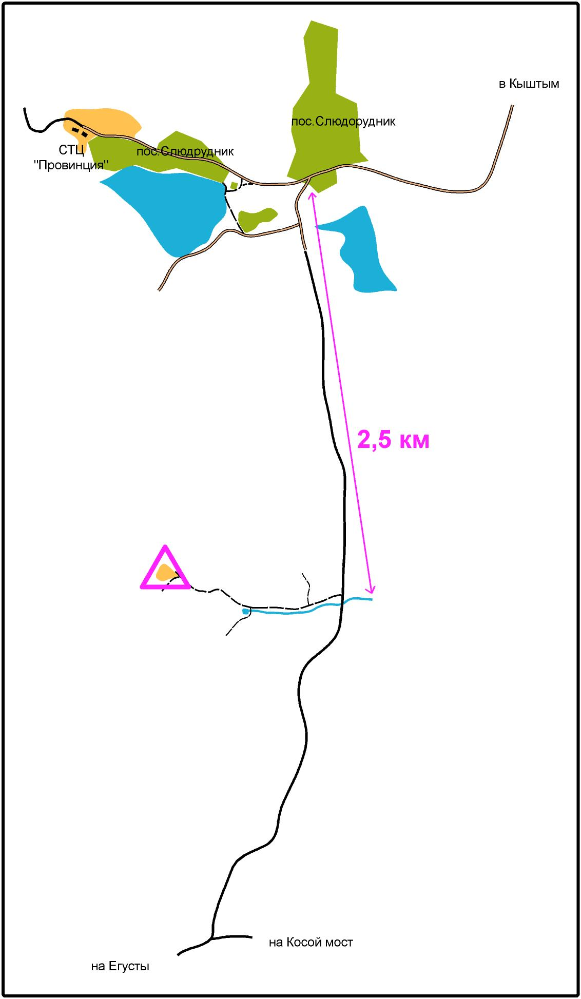 в Кыштым
пос.Слюдорудник
пос.Слюдрудник
СТЦ
"Провинция"
2,5 км
на Косой мост
на Егусты